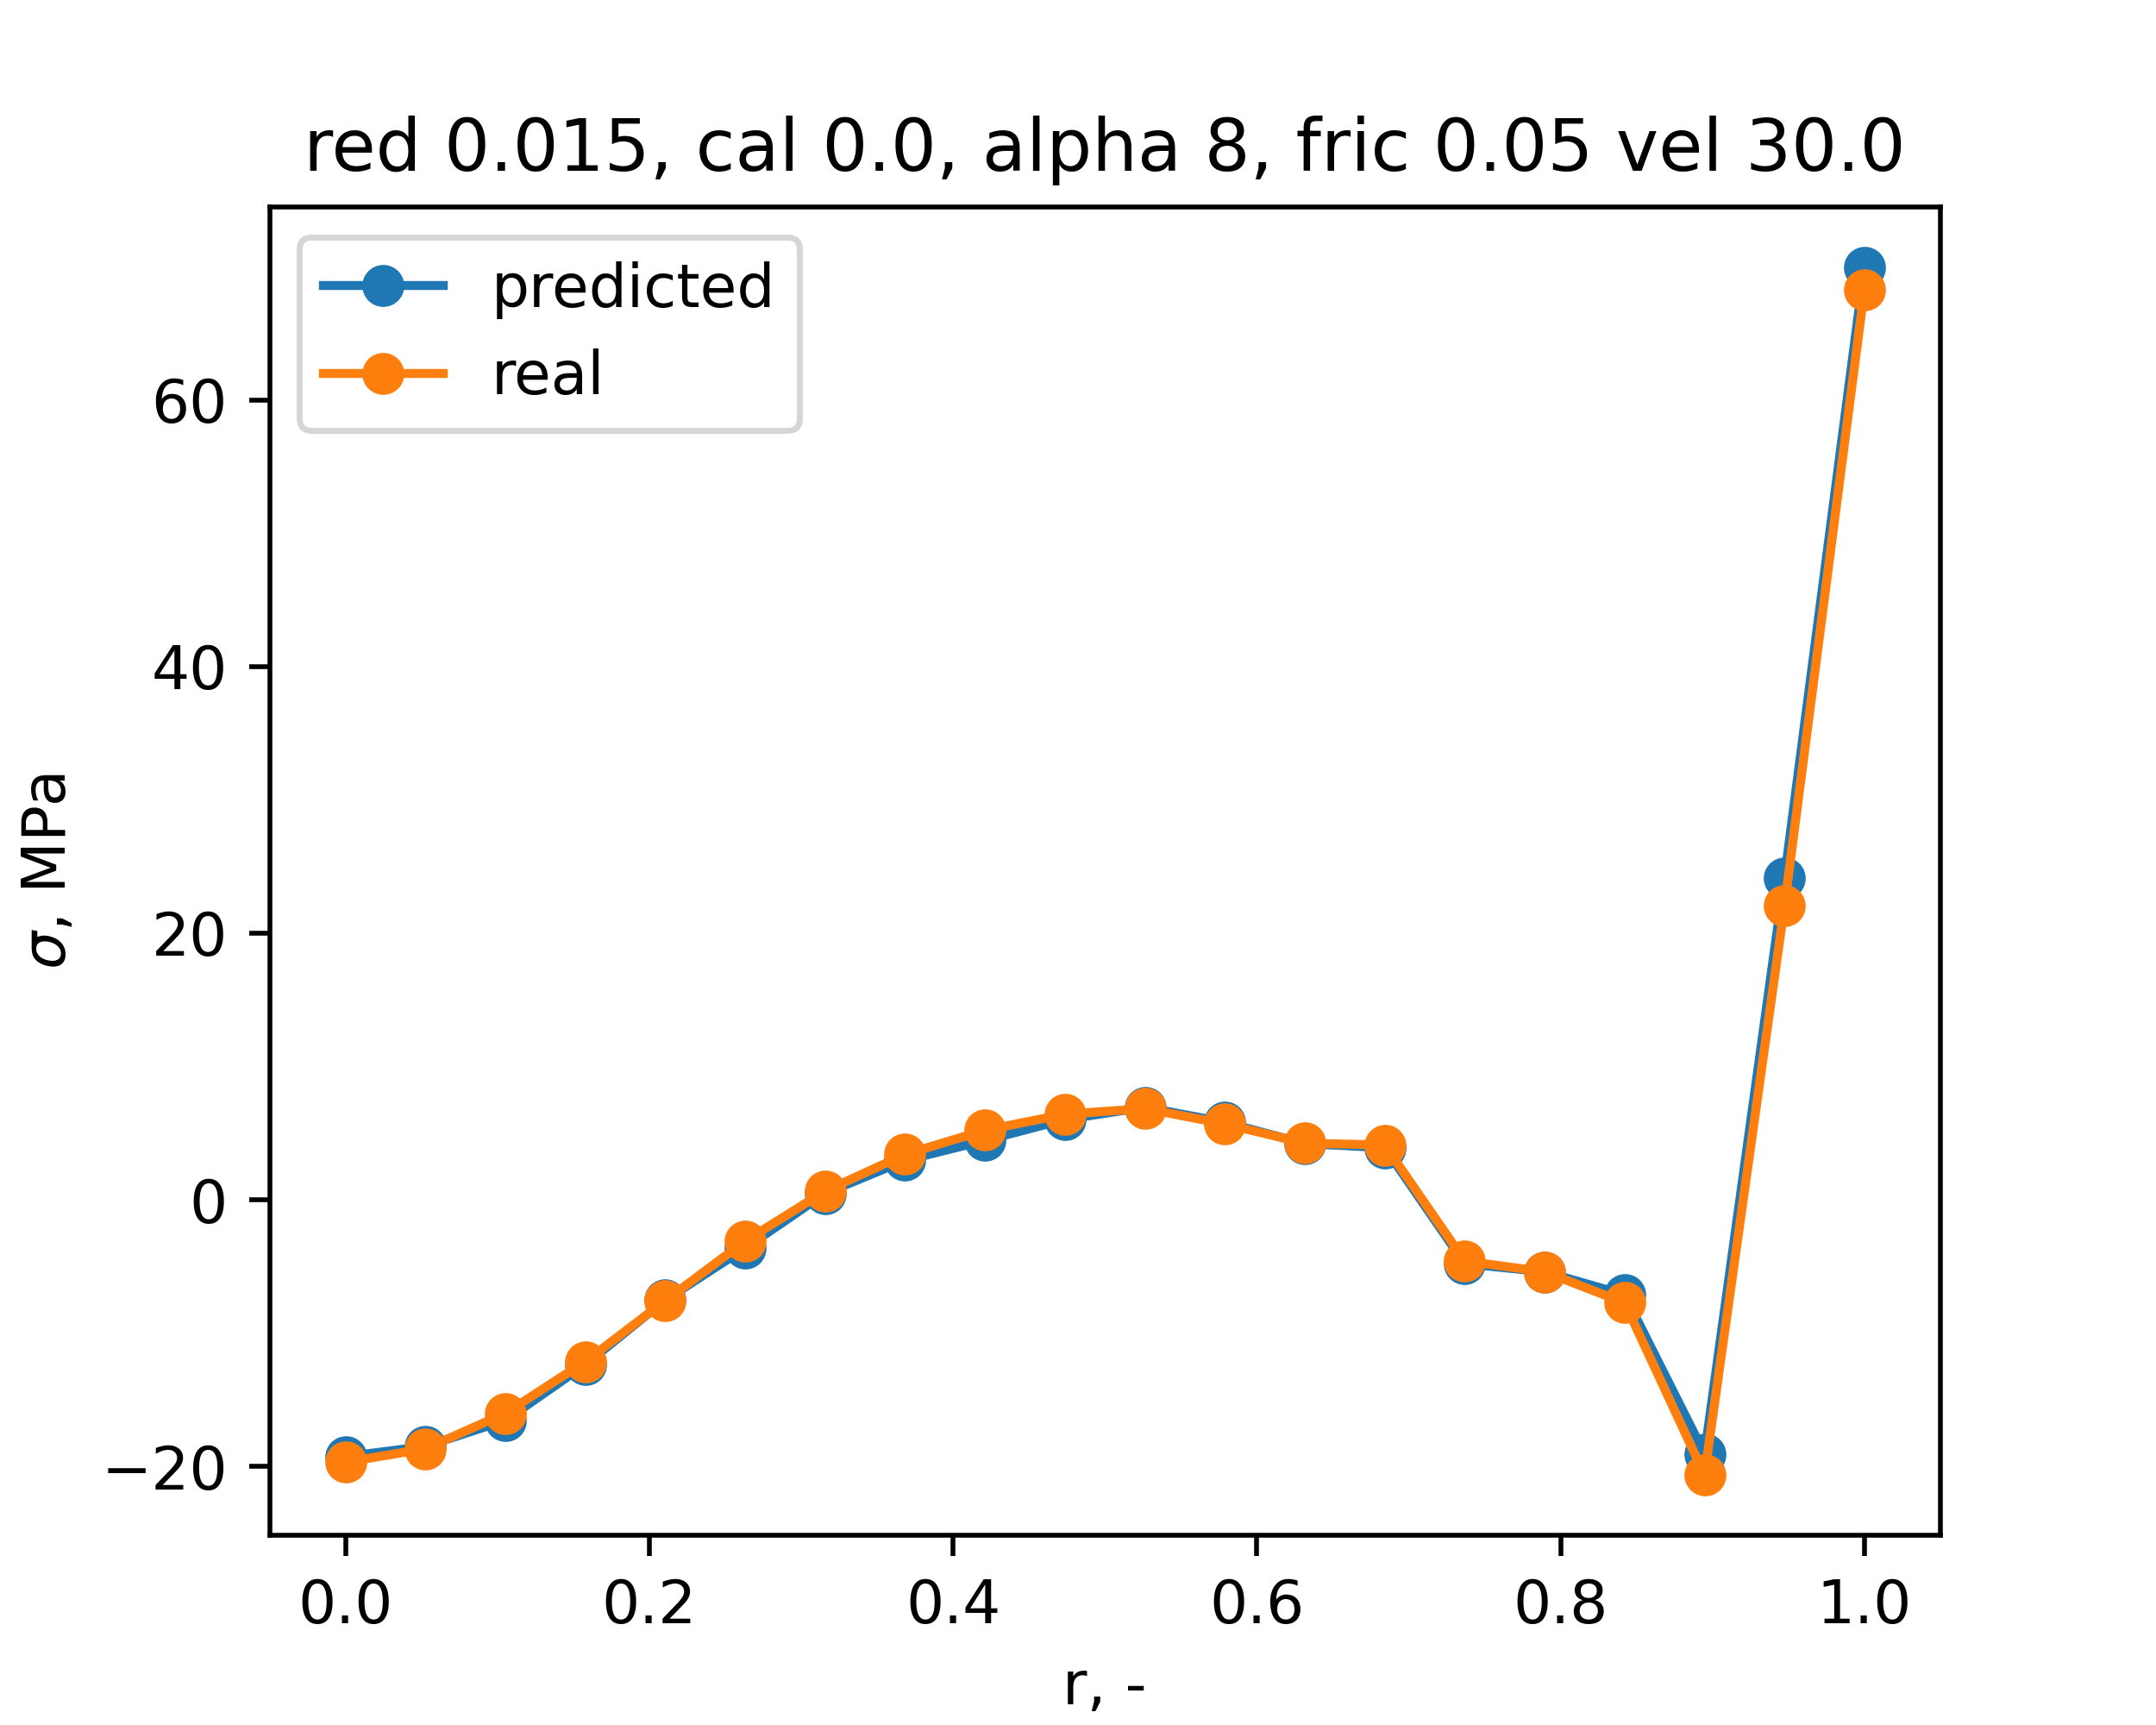 red 0.015, cal 0.0, alpha 8, fric 0.05 vel 30.0
predicted
real
60
40
20
0
−20
σ, MPa
0.0 0.2 0.4 0.6 0.8 1.0
r, -